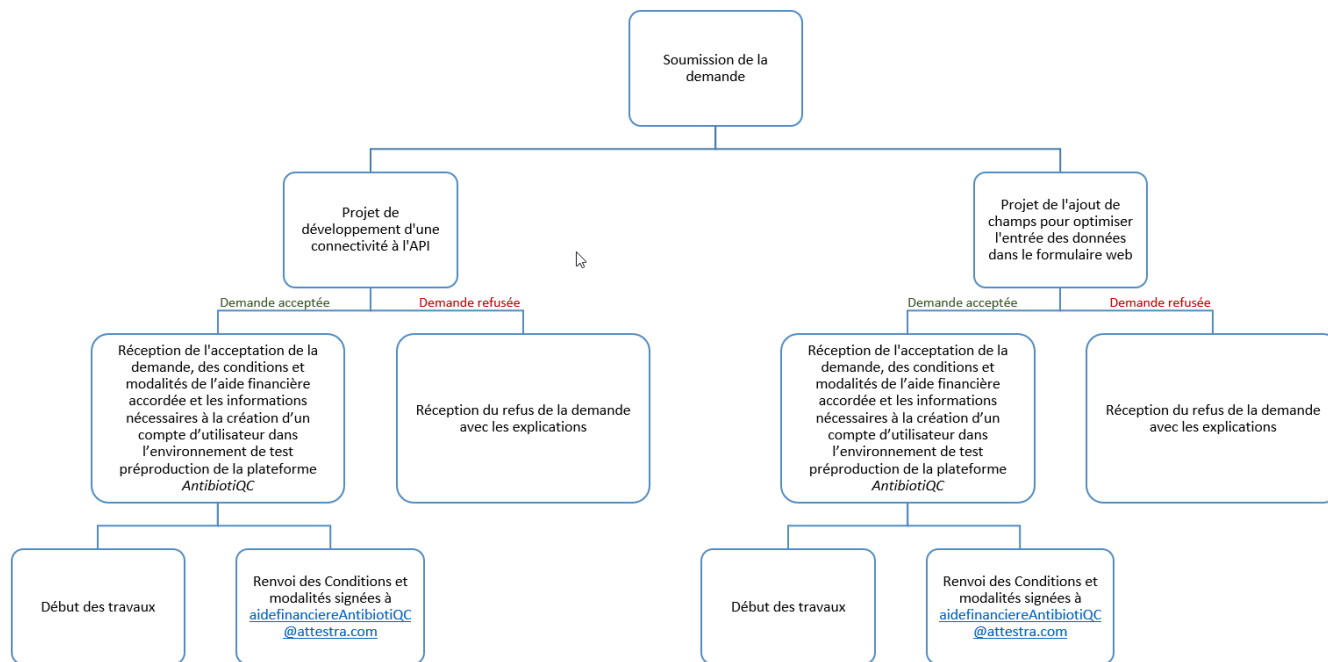 Soumission de la
demande
Projet de
développement d'une
connectivité à l'API
Projet de l'ajout de
champs pour optimiser
l'entrée des données
dans le formulaire web
Demande acceptée
Demande refusée
Demande acceptée
Demande refusée
Réception de l'acceptation de la
demande, des conditions et
modalités de l’aide financière
accordée et les informations
nécessaires à la création d’un
compte d’utilisateur dans
l’environnement de test
préproduction de la plateforme
AntibiotiQC
Réception du refus de la demande
avec les explications
Réception de l'acceptation de la
demande, des conditions et
modalités de l’aide financière
accordée et les informations
nécessaires à la création d’un
compte d’utilisateur dans
l’environnement de test
préproduction de la plateforme
AntibiotiQC
Réception du refus de la demande
avec les explications
Début des travaux
Renvoi des Conditions et
modalités signées à
aidefinanciereAntibiotiQC
@attestra.com
Début des travaux
Renvoi des Conditions et
modalités signées à
aidefinanciereAntibiotiQC
@attestra.com